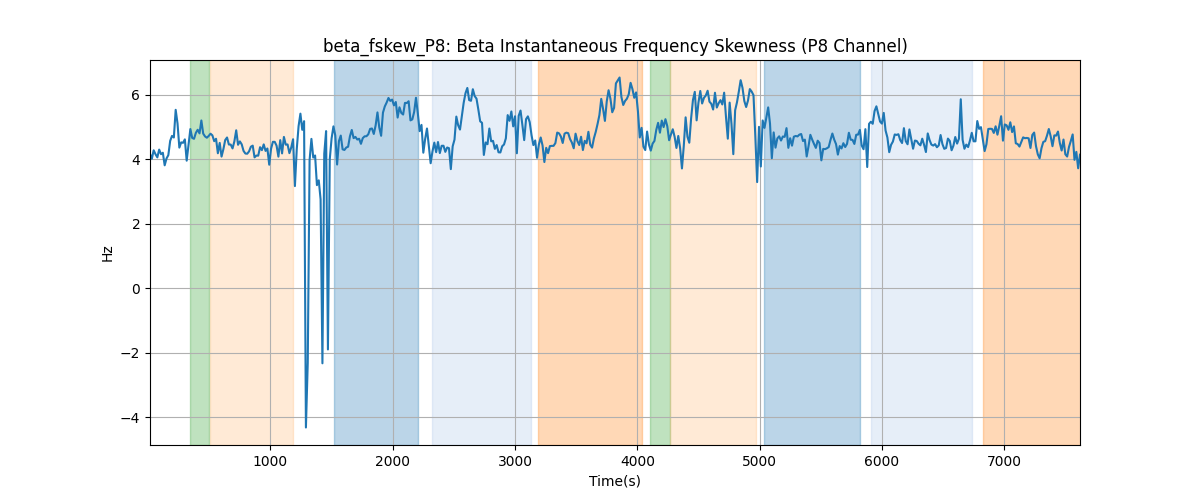 beta_fskew_P8: Beta Instantaneous Frequency Skewness (P8 Channel)
6
4
2
0
−2
−4
Hz
1000 2000 3000 4000 5000 6000 7000
Time(s)